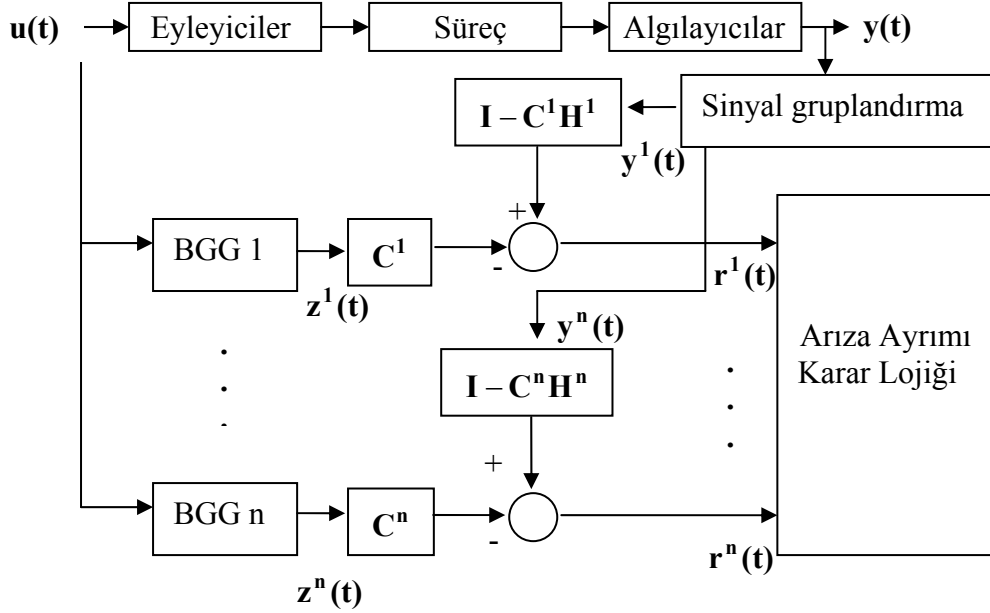 u(t) Eyleyiciler Süreç Algılayıcılar y(t)
Sinyal gruplandırma
I – C¹H¹
y¹(t)
+
BGG 1 C¹ -
r¹(t)
z¹(t)
yⁿ(t)
I – CⁿHⁿ
Arıza Ayrımı
Karar Lojiği
+
BGG n Cⁿ -
rⁿ(t)
zⁿ(t)